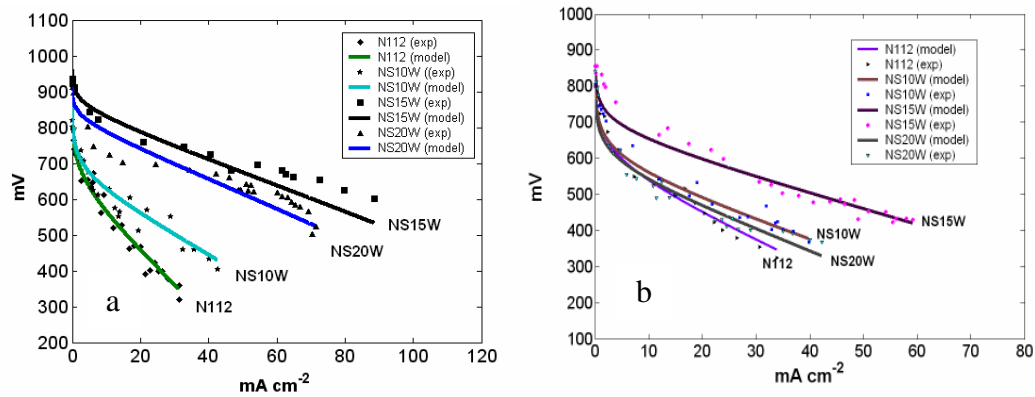 a
1100
1000
900
800
700
600
500
400
300
200
mV
0
20
40
60
80
100
120
mA cm-2
N112 (exp)
N112 (model)
NS10W ((exp)
NS10W (model)
NS15W (exp)
NS15W (model)
NS20W (exp)
NS20W (model)
NS15W
NS20W
NS10W
N112
b
1000
900
800
700
600
500
400
300
200
100
mV
0
10
20
30
40
50
60
70
80
mA cm-2
N112 (model)
N112 (exp)
NS10W (model)
NS10W (exp)
NS15W (model)
NS15W (exp)
NS20W (model)
NS20W (exp)
NS15W
NS10W
NS20W
N112